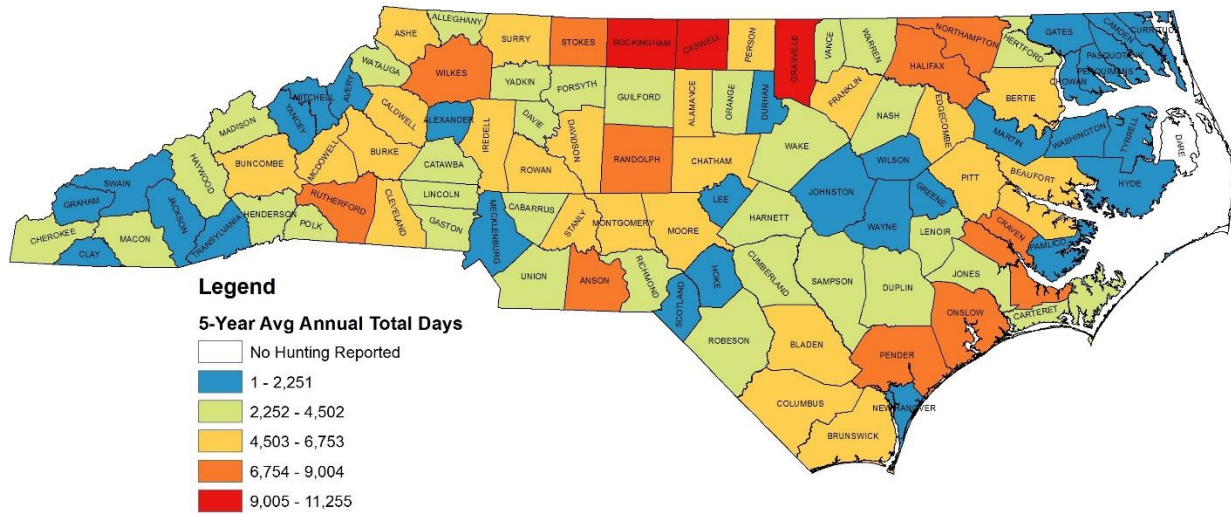 ALLEGHANY
ASHE
SURRY
STOKES
ROCKINGHAM
CASWELL
PERSON
GRANVILLE
VANCE
WARREN
NORTHAMPTON
HERTFORD
GATES
CAMDEN
CURRITUCK
PASQUOTANK
PERQUIMANS
CHOWAN
WATAUGA
WILKES
YADKIN
FORSYTH
GUILFORD
ALAMANCE
ORANGE
DURHAM
FRANKLIN
HALIFAX
BERTIE
MITCHELL
AVERY
YANCEY
CALDWELL
ALEXANDER
IREDELL
DAVIE
DAVIDSON
RANDOLPH
CHATHAM
WAKE
NASH
EDGECOMBE
MARTIN
WASHINGTON
TYRRELL
DARE
MADISON
HAYWOOD
BUNCOMBE
MCDOWELL
BURKE
CATAWBA
ROWAN
WILSON
PITT
BEAUFORT
HYDE
SWAIN
GRAHAM
JACKSON
TRANSYLVANIA
HENDERSON
POLK
RUTHERFORD
CLEVELAND
LINCOLN
GASTON
MECKLENBURG
CABARRUS
STANLY
MONTGOMERY
MOORE
LEE
HARNETT
JOHNSTON
WAYNE
GREENE
LENOIR
CRAVEN
PAMLICO
CHEROKEE
CLAY
MACON
UNION
ANSON
RICHMOND
SCOTLAND
HOKE
CUMBERLAND
SAMPSON
DUPLIN
JONES
ONSLOW
CARTERET
ROBESON
BLADEN
PENDER
COLUMBUS
NEW HANOVER
BRUNSWICK
Legend
5-Year Avg Annual Total Days
No Hunting Reported
1 - 2,251
2,252 - 4,502
4,503 - 6,753
6,754 - 9,004
9,005 - 11,255